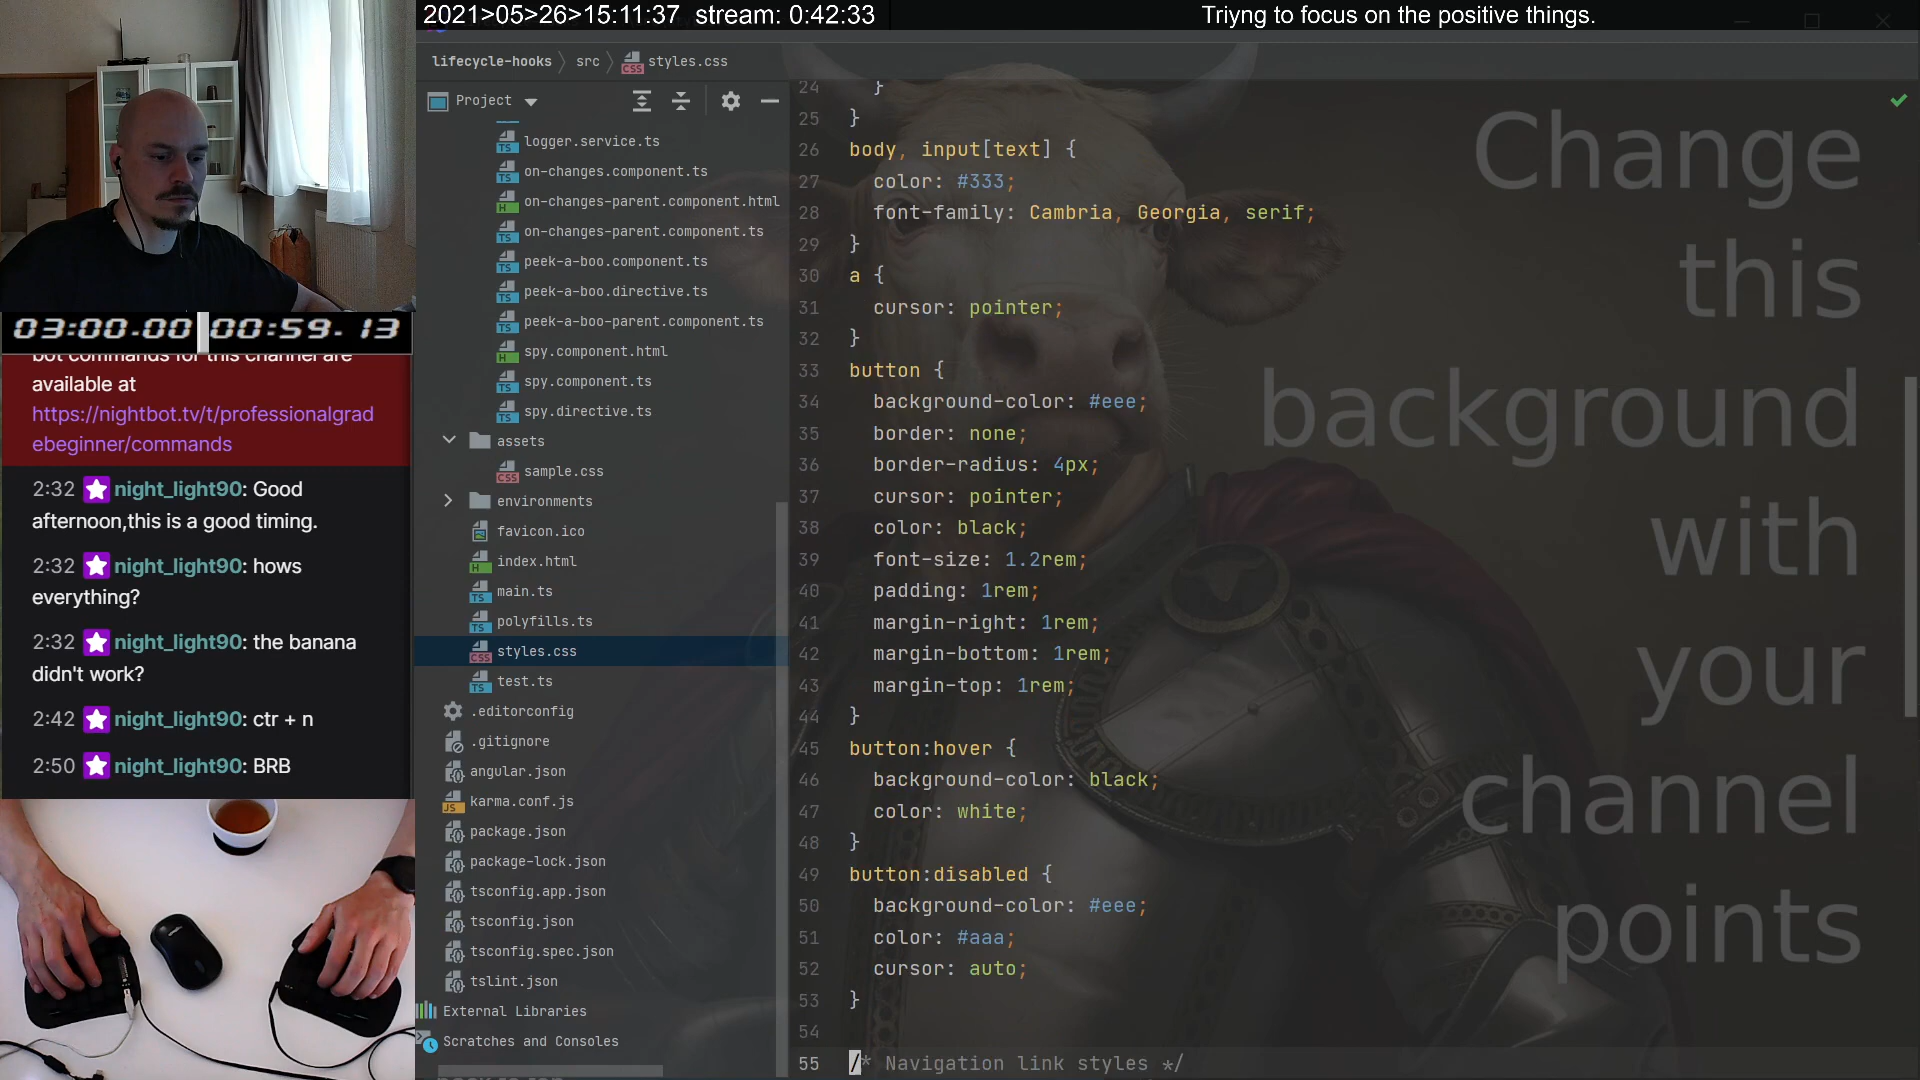 2021>05>26>15:11:37 stream: 0:42:33
Triyng to focus on the positive things.
lifecycle-hooks
src
styles.css
Project
logger.service.ts
on-changes.component.ts
on-changes-parent.component.html
on-changes-parent.component.ts
peek-a-boo.component.ts
peek-a-boo.directive.ts
peek-a-boo-parent.component.ts
spy.component.html
spy.component.ts
spy.directive.ts
assets
sample.css
environments
favicon.ico
index.html
main.ts
polyfills.ts
styles.css
test.ts
.editorconfig
.gitignore
angular.json
karma.conf.js
package.json
package-lock.json
tsconfig.app.json
tsconfig.json
tsconfig.spec.json
tslint.json
External Libraries
Scratches and Consoles
24 }
25 }
26 body, input[text] {
27 color: #333;
28 font-family: Cambria, Georgia, serif;
29 }
30 a {
31 cursor: pointer;
32 }
33 button {
34 background-color: #eee;
35 border: none;
36 border-radius: 4px;
37 cursor: pointer;
38 color: black;
39 font-size: 1.2rem;
40 padding: 1rem;
41 margin-right: 1rem;
42 margin-bottom: 1rem;
43 margin-top: 1rem;
44 }
45 button:hover {
46 background-color: black;
47 color: white;
48 }
49 button:disabled {
50 background-color: #eee;
51 color: #aaa;
52 cursor: auto;
53 }
54
55 /* Navigation link styles */
Change
this
background
with
your
channel
points
03:00.00 00:59.13
bot commands for this channel are
available at
https://nightbot.tv/t/professionalgrad
ebeginner/commands
2:32 night_light90: Good
afternoon,this is a good timing.
2:32 night_light90: hows
everything?
2:32 night_light90: the banana
didn't work?
2:42 night_light90: ctr + n
2:50 night_light90: BRB